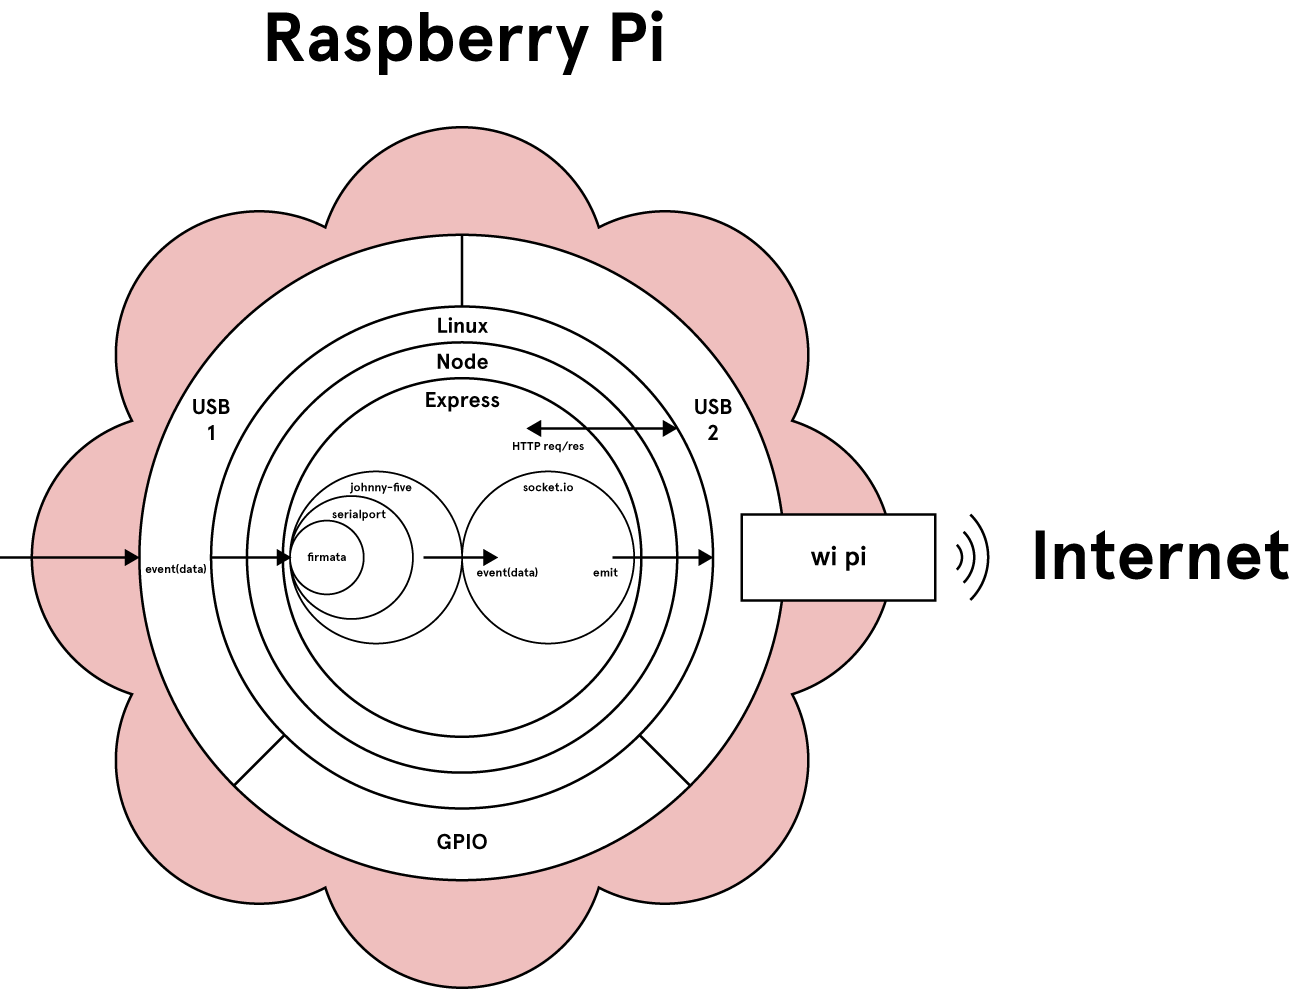 Raspberry Pi
Linux
Node
Express
USB
1
USB
2
HTTP req/res
johnny-five
socket.io
serialport
firmata
event(data)
event(data)
emit
wi pi
Internet
GPIO